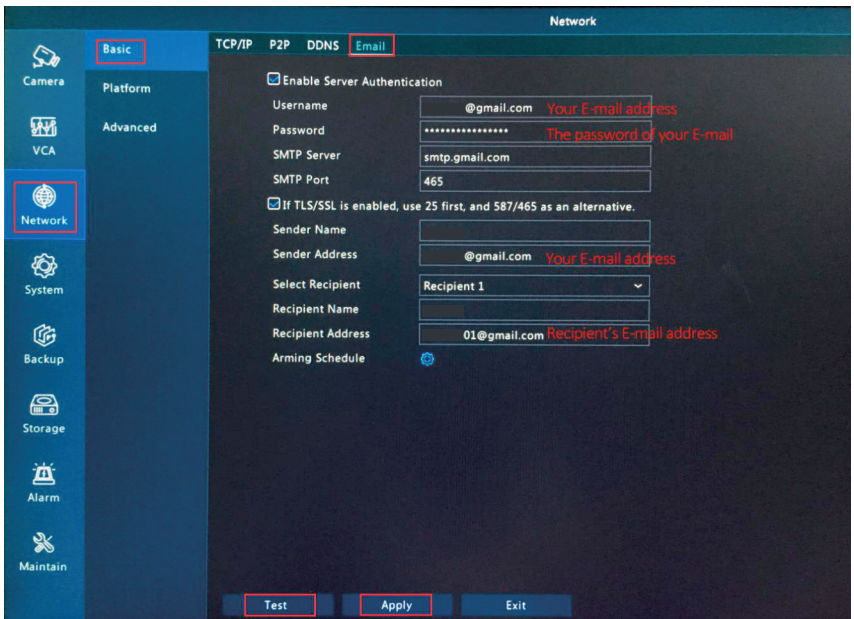 Network
Camera
VCA
Network
System
Backup
Storage
Alarm
Maintain
Basic
Platform
Advanced
TCP/IP P2P DDNS Email
Enable Server Authentication
Username @gmail.com Your E-mail address
Password **************** The password of your E-mail
SMTP Server smtp.gmail.com
SMTP Port 465
If TLS/SSL is enabled, use 25 first, and 587/465 as an alternative.
Sender Name
Sender Address @gmail.com Your E-mail address
Select Recipient Recipient 1
Recipient Name
Recipient Address 01@gmail.com Recipient's E-mail address
Arming Schedule
Test Apply Exit